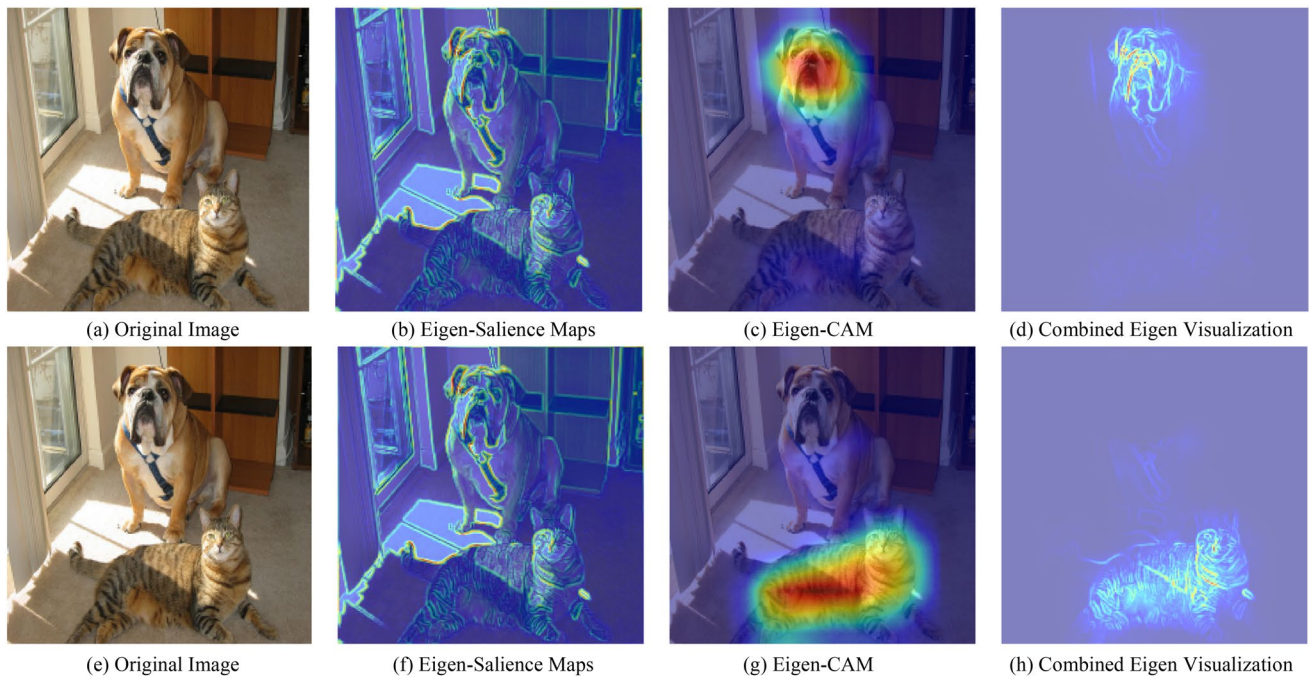 (a) Original Image
(b) Eigen-Salience Maps
(c) Eigen-CAM
(d) Combined Eigen Visualization
(e) Original Image
(f) Eigen-Salience Maps
(g) Eigen-CAM
(h) Combined Eigen Visualization